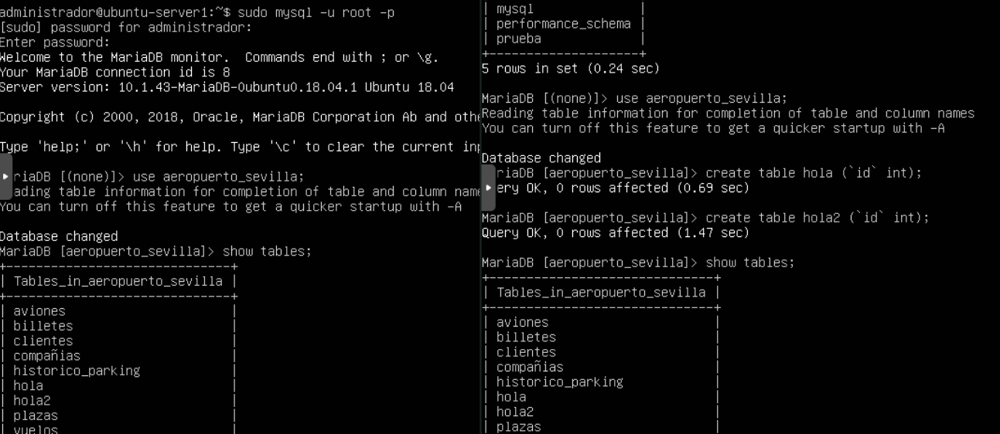 administrador@ubuntu-server1:~$ sudo mysql -u root -p
[sudo] password for administrador:
Enter password:
Welcome to the MariaDB monitor.  Commands end with ; or \g.
Your MariaDB connection id is 8
Server version: 10.1.43-MariaDB-0ubuntu0.18.04.1 Ubuntu 18.04
Copyright (c) 2000, 2018, Oracle, MariaDB Corporation Ab and othe
Type 'help;' or '\h' for help. Type '\c' to clear the current inp
riaDB [(none)]> use aeropuerto_sevilla;
ading table information for completion of table and column name
You can turn off this feature to get a quicker startup with -A
Database changed
MariaDB [aeropuerto_sevilla]> show tables;
+------------------------------+
| Tables_in_aeropuerto_sevilla |
+------------------------------+
| aviones                      |
| billetes                     |
| clientes                     |
| compañias                    |
| historico_parking            |
| hola                         |
| hola2                        |
| plazas                       |
| vuelos                       |
| mysql              |
| performance_schema |
| prueba             |
+--------------------+
5 rows in set (0.24 sec)
MariaDB [(none)]> use aeropuerto_sevilla;
Reading table information for completion of table and column names
You can turn off this feature to get a quicker startup with -A
Database changed
riaDB [aeropuerto_sevilla]> create table hola (`id` int);
ery OK, 0 rows affected (0.69 sec)
MariaDB [aeropuerto_sevilla]> create table hola2 (`id` int);
Query OK, 0 rows affected (1.47 sec)
MariaDB [aeropuerto_sevilla]> show tables;
+------------------------------+
| Tables_in_aeropuerto_sevilla |
+------------------------------+
| aviones                      |
| billetes                     |
| clientes                     |
| compañias                    |
| historico_parking            |
| hola                         |
| hola2                        |
| plazas                       |